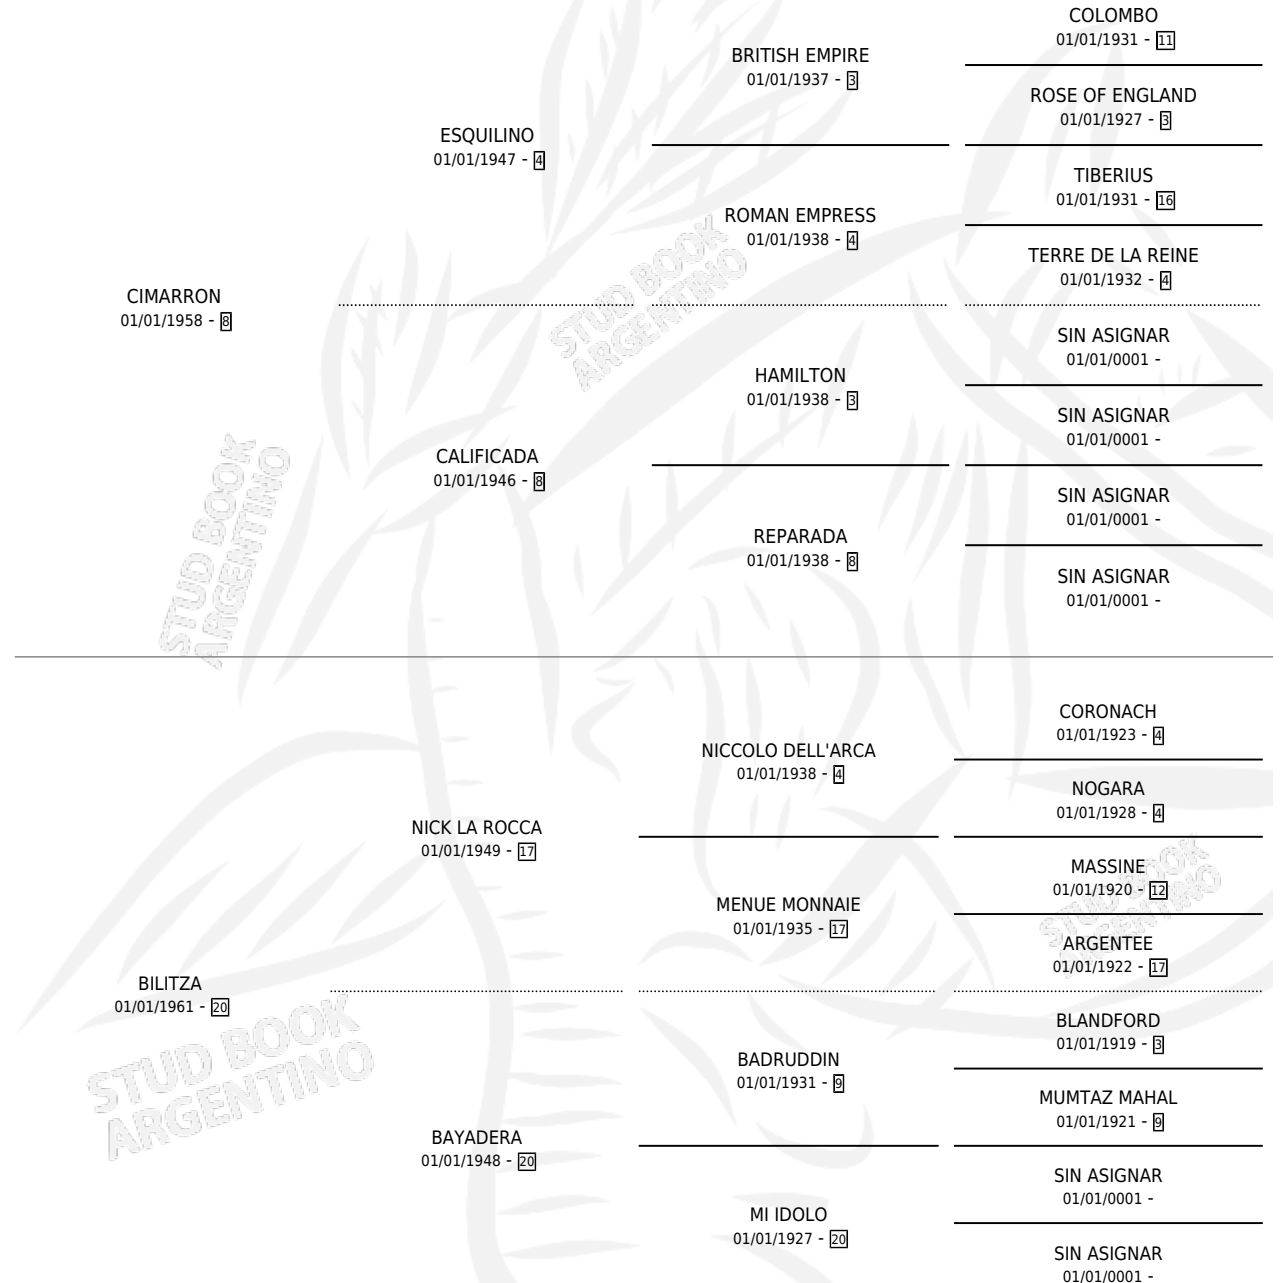 COLOMBO
01/01/1931 - 11
BRITISH EMPIRE
01/01/1937 - 3
ROSE OF ENGLAND
01/01/1927 - 3
ESQUILINO
01/01/1947 - 4
TIBERIUS
01/01/1931 - 16
ROMAN EMPRESS
01/01/1938 - 4
TERRE DE LA REINE
01/01/1932 - 4
CIMARRON
01/01/1958 - 8
SIN ASIGNAR
01/01/0001 -
HAMILTON
01/01/1938 - 3
SIN ASIGNAR
01/01/0001 -
CALIFICADA
01/01/1946 - 8
SIN ASIGNAR
01/01/0001 -
REPARADA
01/01/1938 - 8
SIN ASIGNAR
01/01/0001 -
CORONACH
01/01/1923 - 4
NICCOLO DELL'ARCA
01/01/1938 - 4
NOGARA
01/01/1928 - 4
NICK LA ROCCA
01/01/1949 - 17
MASSINE
01/01/1920 - 12
MENUE MONNAIE
01/01/1935 - 17
ARGENTEE
01/01/1922 - 17
BILITZA
01/01/1961 - 20
BLANDFORD
01/01/1919 - 3
BADRUDDIN
01/01/1931 - 9
MUMTAZ MAHAL
01/01/1921 - 9
BAYADERA
01/01/1948 - 20
SIN ASIGNAR
01/01/0001 -
MI IDOLO
01/01/1927 - 20
SIN ASIGNAR
01/01/0001 -
STUD BOOK
ARGENTINO
STUD BOOK
ARGENTINO
STUD BOOK
ARGENTINO
STUD BOOK
ARGENTINO